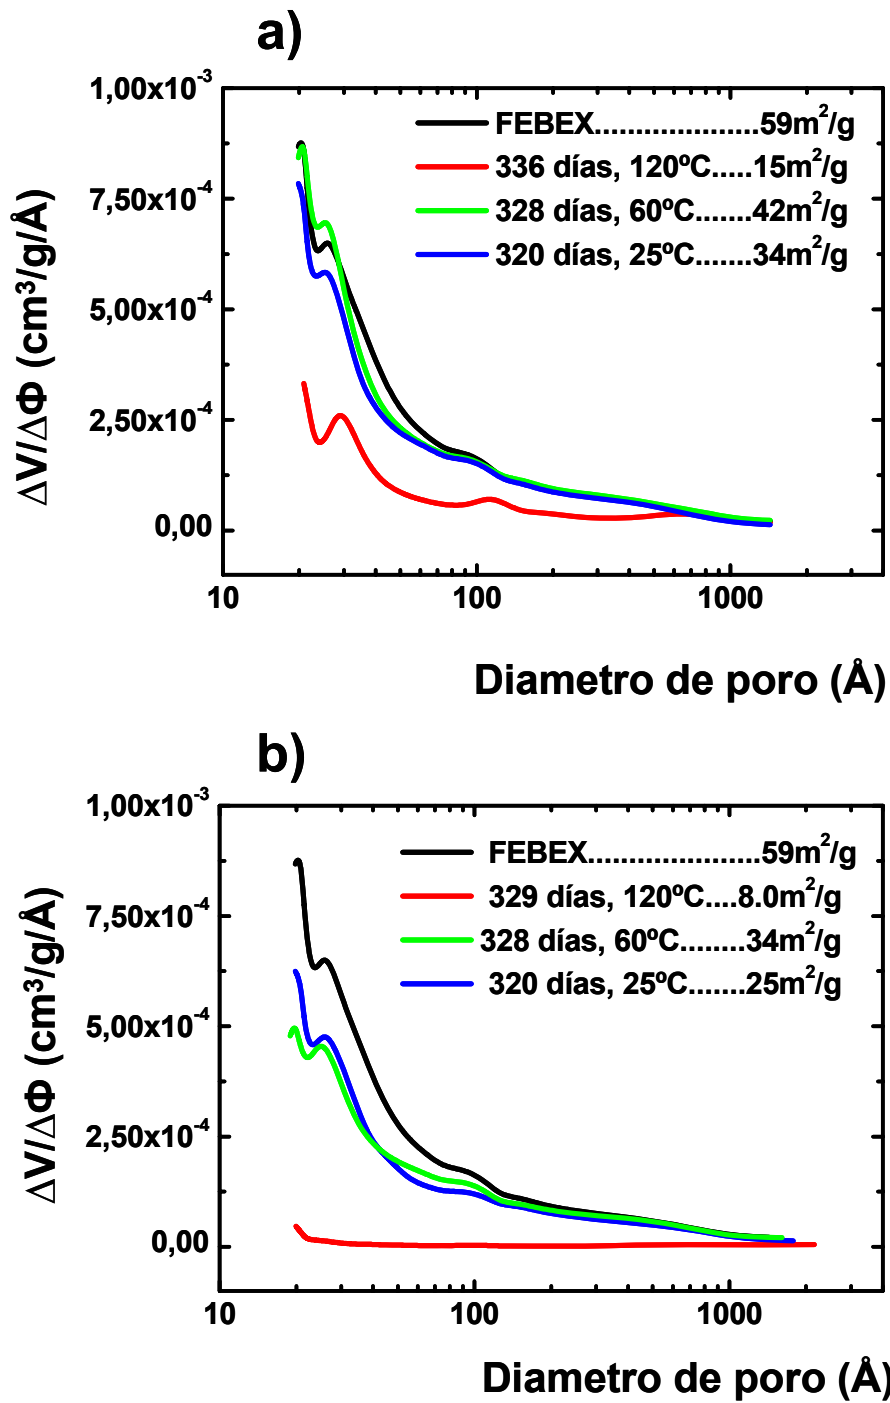 a)
1,00x10⁻³
7,50x10⁻⁴
5,00x10⁻⁴
2,50x10⁻⁴
0,00
ΔV/ΔΦ (cm³/g/Å)
FEBEX....................59m²/g
336 días, 120ºC.....15m²/g
328 días, 60ºC.......42m²/g
320 días, 25ºC.......34m²/g
10 100 1000
Diametro de poro (Å)
b)
1,00x10⁻³
7,50x10⁻⁴
5,00x10⁻⁴
2,50x10⁻⁴
0,00
ΔV/ΔΦ (cm³/g/Å)
FEBEX.....................59m²/g
329 días, 120ºC....8.0m²/g
328 días, 60ºC........34m²/g
320 días, 25ºC.......25m²/g
10 100 1000
Diametro de poro (Å)